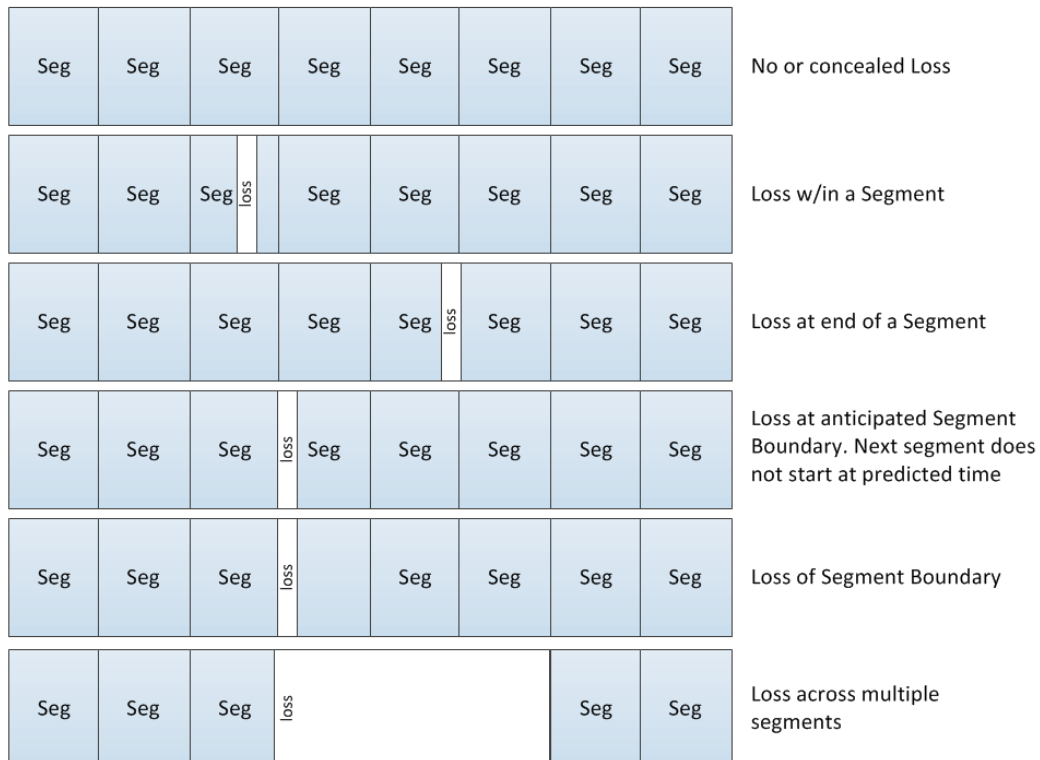 Seg Seg Seg Seg Seg Seg Seg Seg No or concealed Loss
Seg Seg Seg loss Seg Seg Seg Seg Seg Loss w/in a Segment
Seg Seg Seg Seg Seg loss Seg Seg Seg Loss at end of a Segment
Seg Seg Seg loss Seg Seg Seg Seg Seg Loss at anticipated Segment
Boundary. Next segment does
not start at predicted time
Seg Seg Seg loss Seg Seg Seg Seg Loss of Segment Boundary
Seg Seg Seg loss Seg Seg Loss across multiple
segments